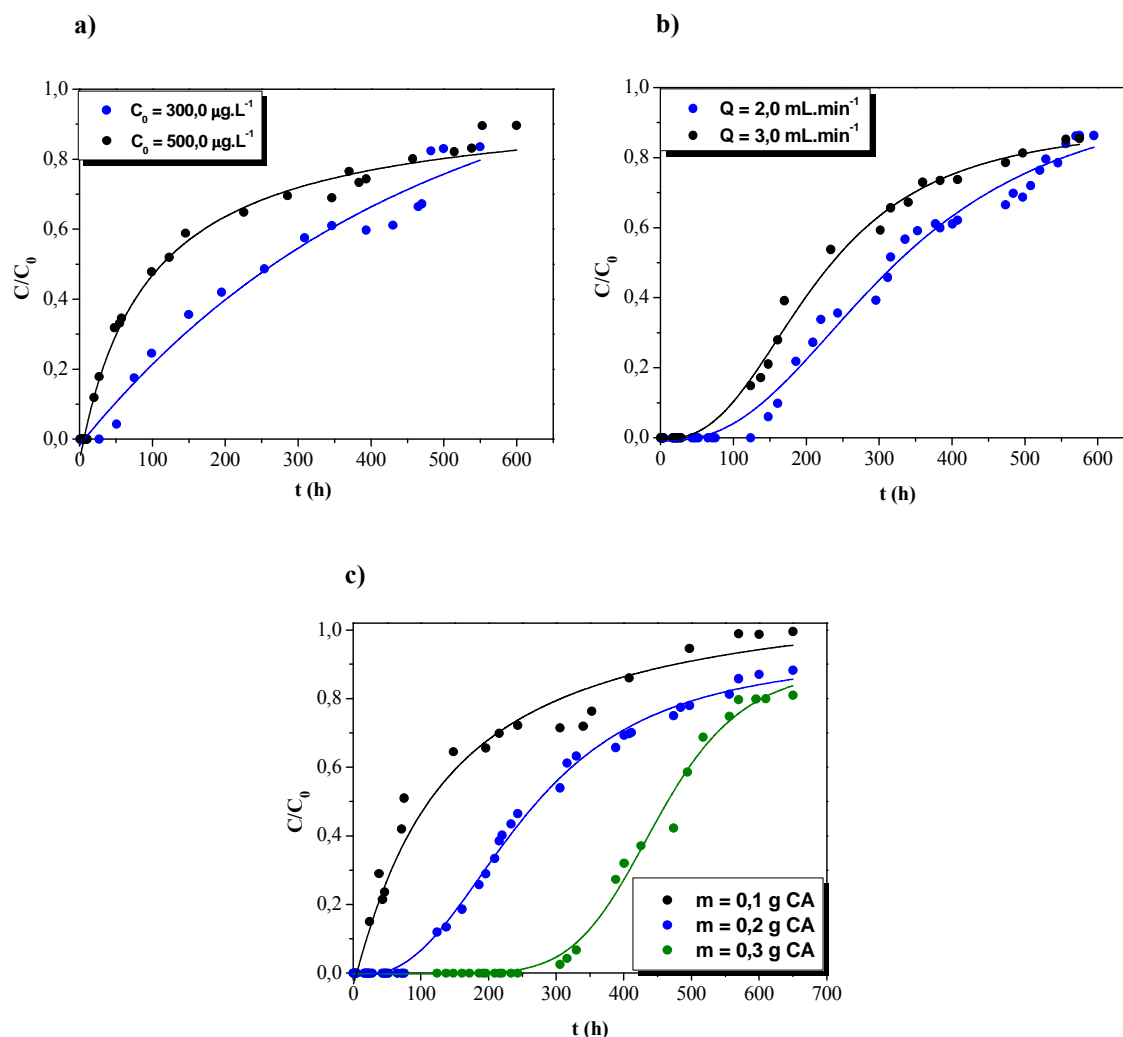 a)
C₀ = 300,0 µg.L⁻¹
C₀ = 500,0 µg.L⁻¹
1,0
0,8
0,6
0,4
0,2
0,0
C/C₀
0 100 200 300 400 500 600
t (h)
b)
Q = 2,0 mL.min⁻¹
Q = 3,0 mL.min⁻¹
1,0
0,8
0,6
0,4
0,2
0,0
C/C₀
0 100 200 300 400 500 600
t (h)
c)
1,0
0,8
0,6
0,4
0,2
0,0
C/C₀
m = 0,1 g CA
m = 0,2 g CA
m = 0,3 g CA
0 100 200 300 400 500 600 700
t (h)